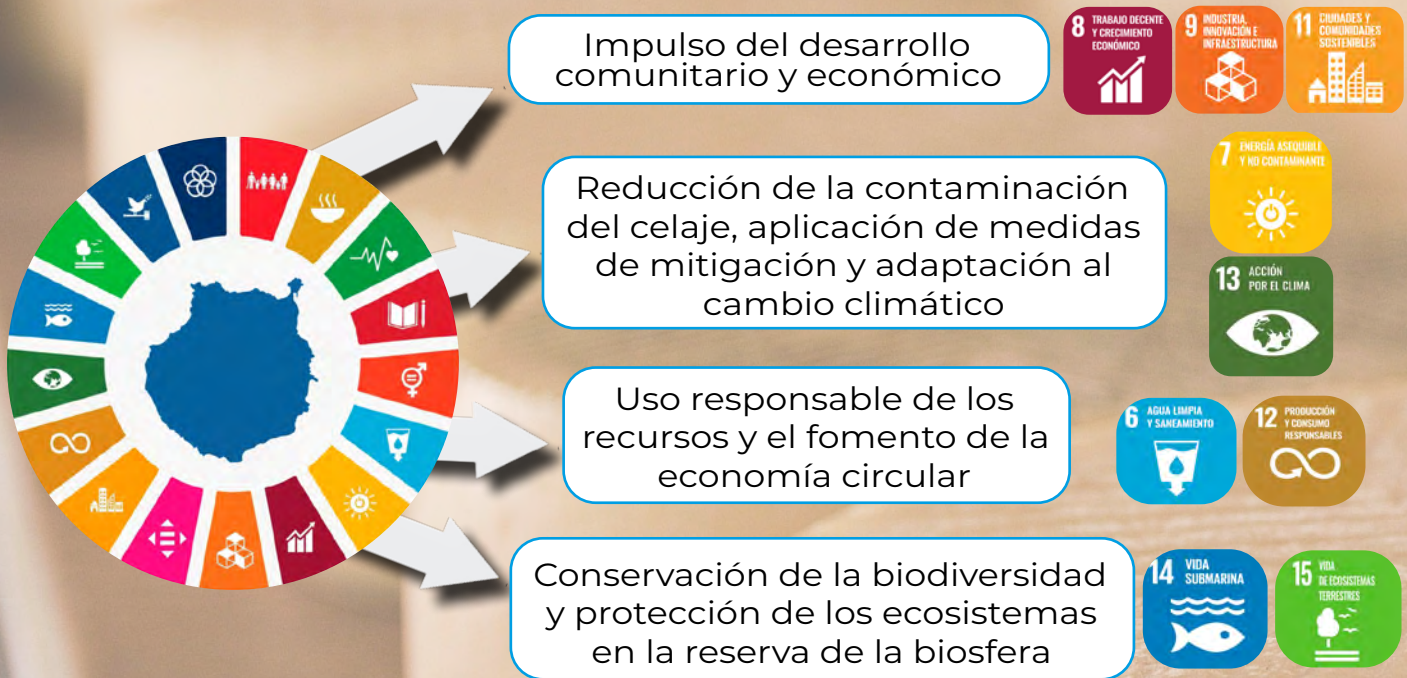 Impulso del desarrollo
comunitario y económico
8 TRABAJO DECENTE
Y CRECIMIENTO
ECONÓMICO
9 INDUSTRIA,
INNOVACIÓN E
INFRAESTRUCTURA
11 CIUDADES Y
COMUNIDADES
SOSTENIBLES
Reducción de la contaminación
del celaje, aplicación de medidas
de mitigación y adaptación al
cambio climático
7 ENERGÍA ASEQUIBLE
Y NO CONTAMINANTE
13 ACCIÓN
POR EL CLIMA
Uso responsable de los
recursos y el fomento de la
economía circular
6 AGUA LIMPIA
Y SANEAMIENTO
12 PRODUCCIÓN
Y CONSUMO
RESPONSABLES
Conservación de la biodiversidad
y protección de los ecosistemas
en la reserva de la biosfera
14 VIDA
SUBMARINA
15 VIDA
DE ECOSISTEMAS
TERRESTRES